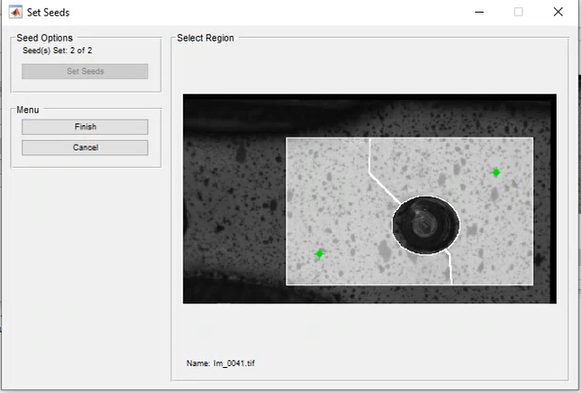 Set Seeds
Seed Options
Seed(s) Set: 2 of 2
Set Seeds
Menu
Finish
Cancel
Select Region
Name: Im_0041.tif